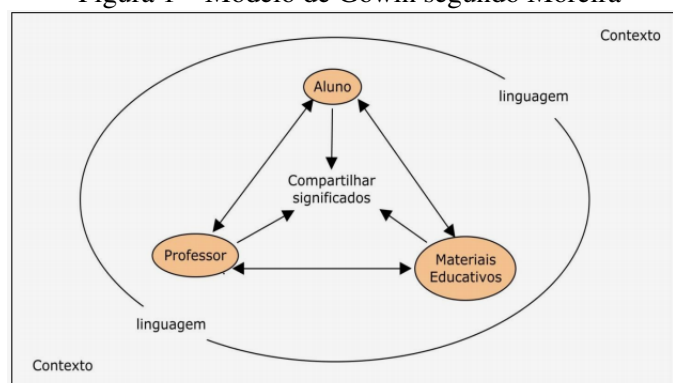 Figura 1 – Modelo de Gowin segundo Moreira
Contexto
linguagem
Aluno
Compartilhar
significados
Professor
Materiais
Educativos
linguagem
Contexto